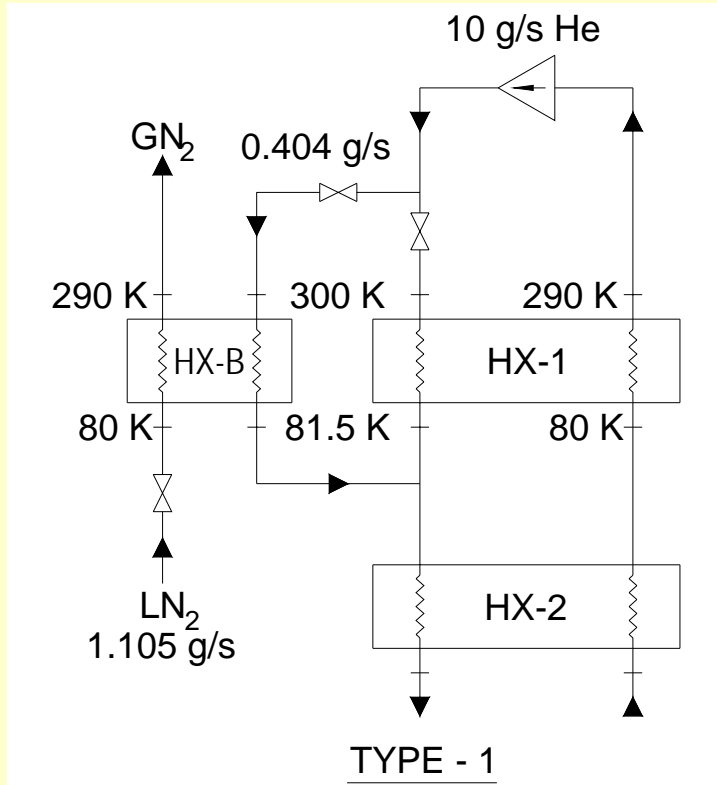 10 g/s He
GN₂
0.404 g/s
290 K
300 K
290 K
HX-B
HX-1
80 K
81.5 K
80 K
LN₂
1.105 g/s
HX-2
TYPE - 1